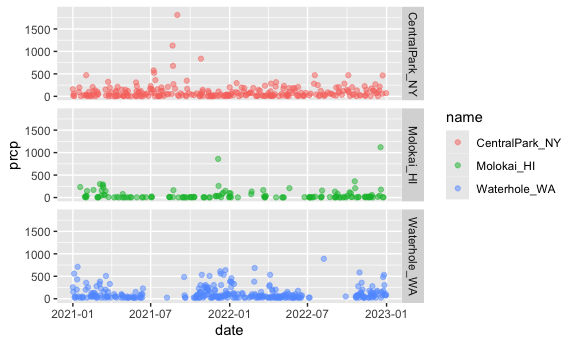 1500
1000
500
0
CentralPark_NY
1500
1000
500
0
Molokai_HI
1500
1000
500
0
Waterhole_WA
prcp
2021-01
2021-07
2022-01
2022-07
2023-01
date
name
CentralPark_NY
Molokai_HI
Waterhole_WA